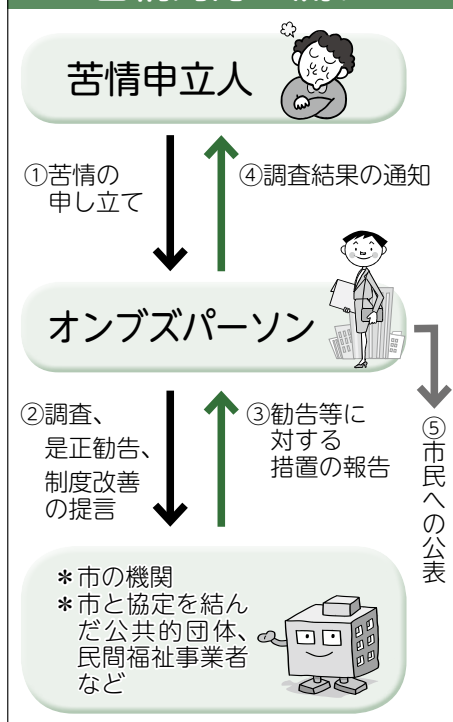 苦情申立人
①苦情の
申し立て
④調査結果の通知
オンブズパーソン
②調査、
是正勧告、
制度改善
の提言
③勧告等に
対する
措置の報告
⑤市民への公表
＊市の機関
＊市と協定を結ん
だ公共的団体、
民間福祉事業者
など